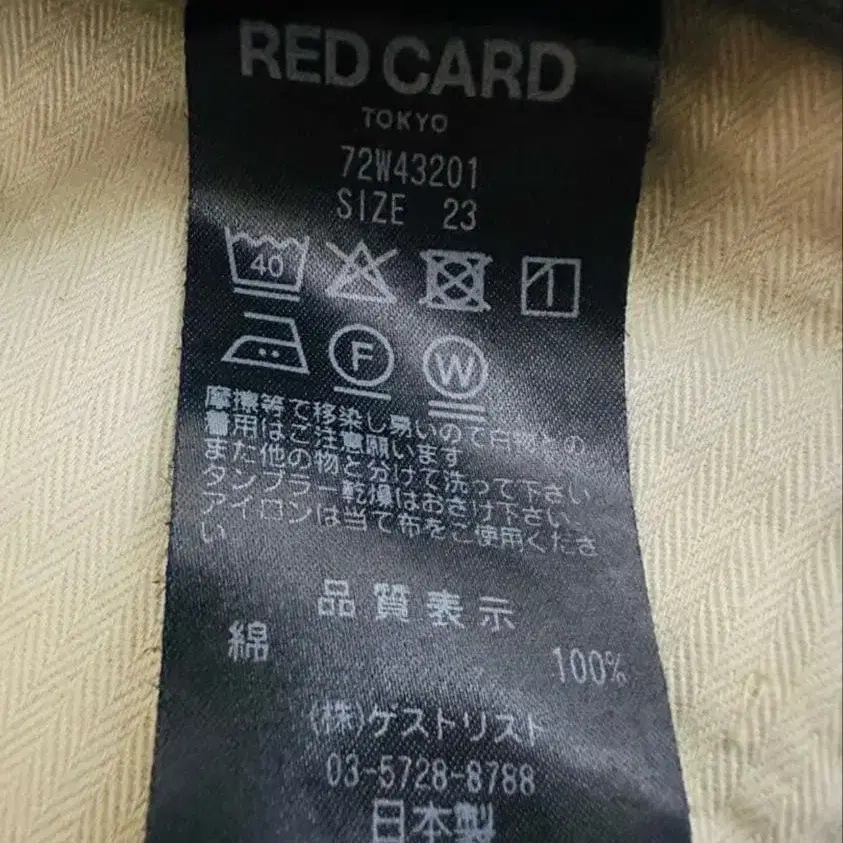 RED CARD
TOKYO
72W43201
SIZE 23
40
F W
摩擦等で移染し易いので白物との
着用はご注意願います
また他の物と分けて洗って下さい
タンブラー乾燥はおさけ下さい、
アイロンは当て布をご使用くださ
い
品質表示
綿 100%
(株)ゲストリスト
03-5728-8788
日本製